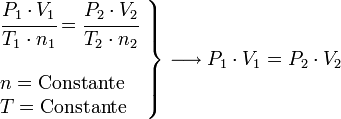 P₁ · V₁ / T₁ · n₁ = P₂ · V₂ / T₂ · n₂
n = Constante
T = Constante
⟶ P₁ · V₁ = P₂ · V₂